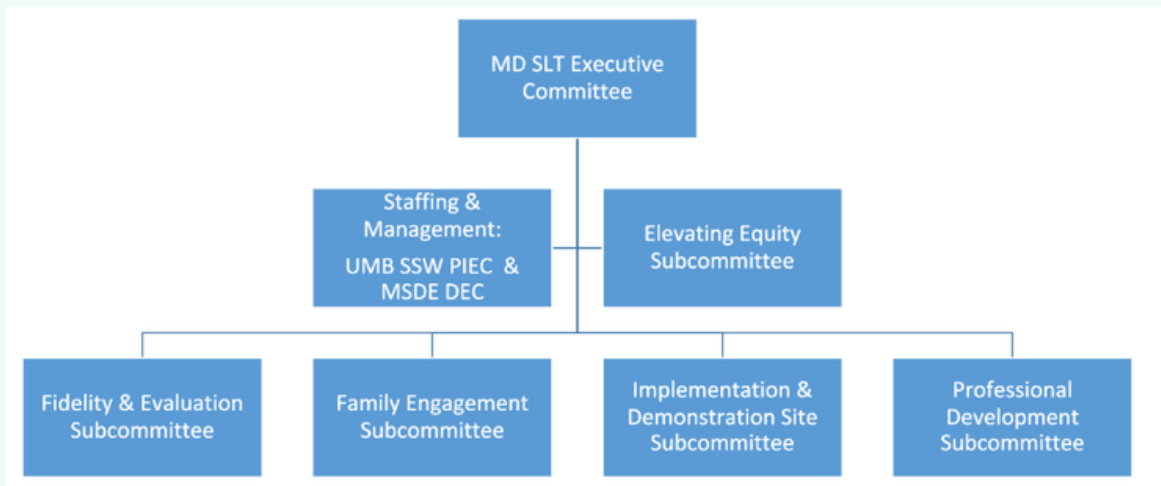 MD SLT Executive
Committee
Staffing &
Management:
UMB SSW PIEC & 
MSDE DEC
Elevating Equity
Subcommittee
Fidelity & Evaluation
Subcommittee
Family Engagement
Subcommittee
Implementation &
Demonstration Site
Subcommittee
Professional
Development
Subcommittee